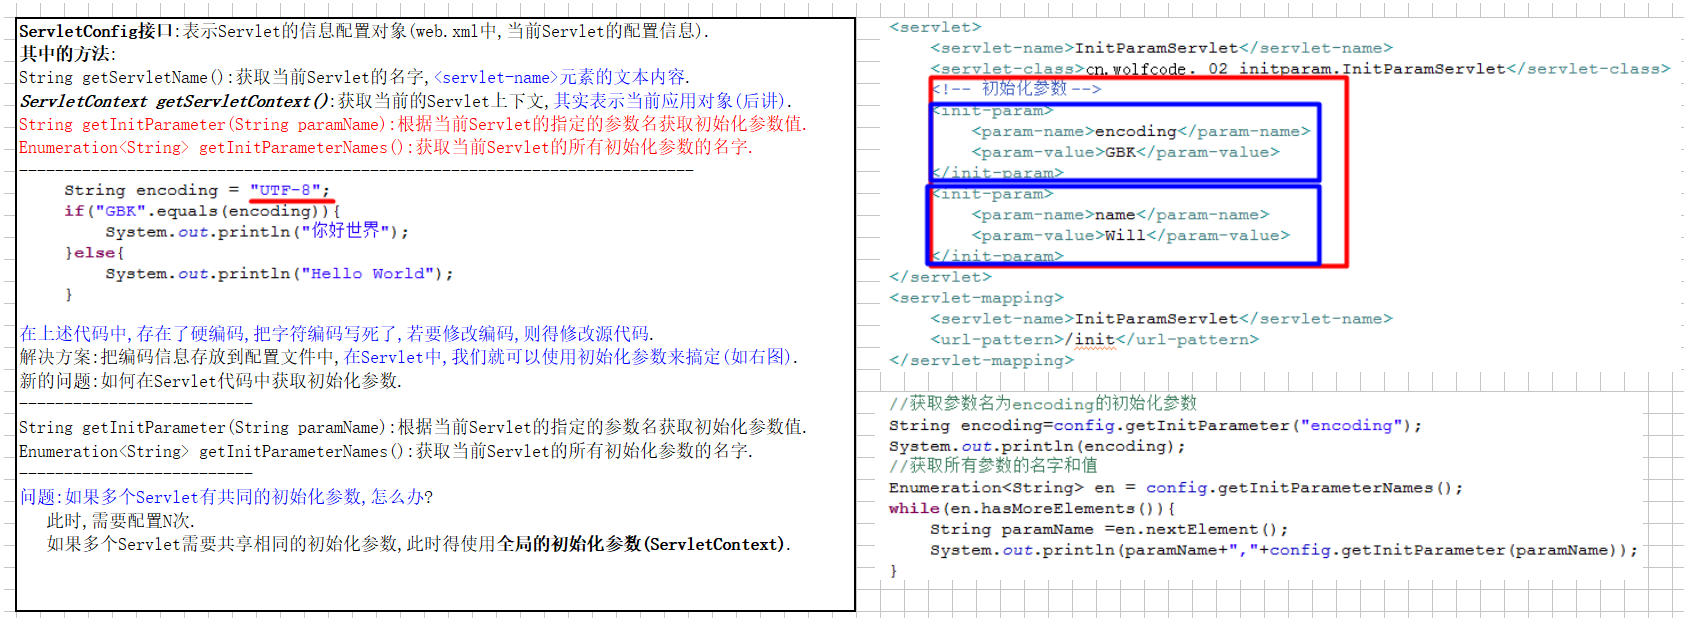 ServletConfig接口:表示Servlet的信息配置对象(web.xml中,当前Servlet的配置信息).
其中的方法:
String getServletName():获取当前Servlet的名字,<servlet-name>元素的文本内容.
ServletContext getServletContext():获取当前的Servlet上下文,其实表示当前应用对象(后讲).
String getInitParameter(String paramName):根据当前Servlet的指定的参数名获取初始化参数值.
Enumeration<String> getInitParameterNames():获取当前Servlet的所有初始化参数的名字.
---------------------------------------------------------------------------
String encoding = "UTF-8";
if("GBK".equals(encoding)){
System.out.println("你好世界");
}else{
System.out.println("Hello World");
}
在上述代码中,存在了硬编码,把字符编码写死了,若要修改编码,则得修改源代码.
解决方案:把编码信息存放到配置文件中,在Servlet中,我们就可以使用初始化参数来搞定(如右图).
新的问题:如何在Servlet代码中获取初始化参数.
--------------------------
String getInitParameter(String paramName):根据当前Servlet的指定的参数名获取初始化参数值.
Enumeration<String> getInitParameterNames():获取当前Servlet的所有初始化参数的名字.
--------------------------
问题:如果多个Servlet有共同的初始化参数,怎么办?
此时,需要配置N次.
如果多个Servlet需要共享相同的初始化参数,此时得使用全局的初始化参数(ServletContext).
<servlet>
<servlet-name>InitParamServlet</servlet-name>
<servlet-class>cn.wolfcode._02_initparam.InitParamServlet</servlet-class>
<!-- 初始化参数 -->
<init-param>
<param-name>encoding</param-name>
<param-value>GBK</param-value>
</init-param>
<init-param>
<param-name>name</param-name>
<param-value>Will</param-value>
</init-param>
</servlet>
<servlet-mapping>
<servlet-name>InitParamServlet</servlet-name>
<url-pattern>/init</url-pattern>
</servlet-mapping>
//获取参数名为encoding的初始化参数
String encoding=config.getInitParameter("encoding");
System.out.println(encoding);
//获取所有参数的名字和值
Enumeration<String> en = config.getInitParameterNames();
while(en.hasMoreElements()){
String paramName =en.nextElement();
System.out.println(paramName+","+config.getInitParameter(paramName));
}